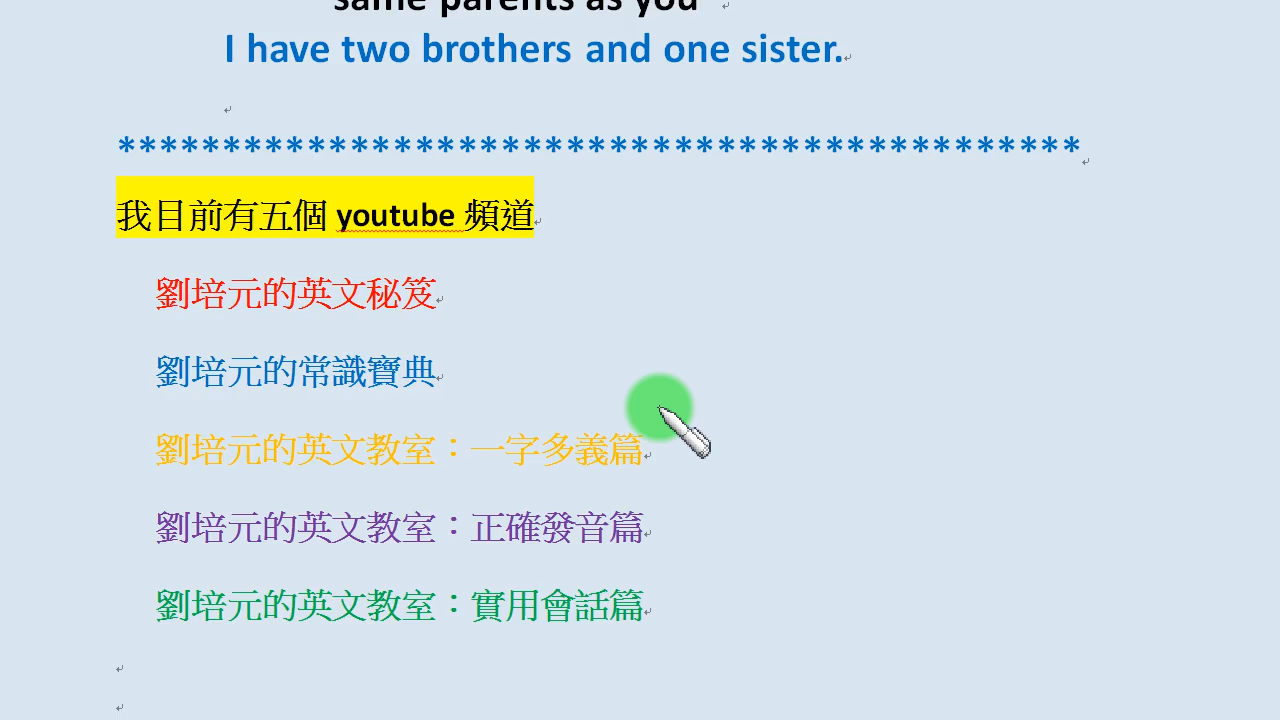 same parents as you
I have two brothers and one sister.
*********************************************
我目前有五個 youtube 頻道
劉培元的英文秘笈
劉培元的常識寶典
劉培元的英文教室：一字多義篇
劉培元的英文教室：正確發音篇
劉培元的英文教室：實用會話篇